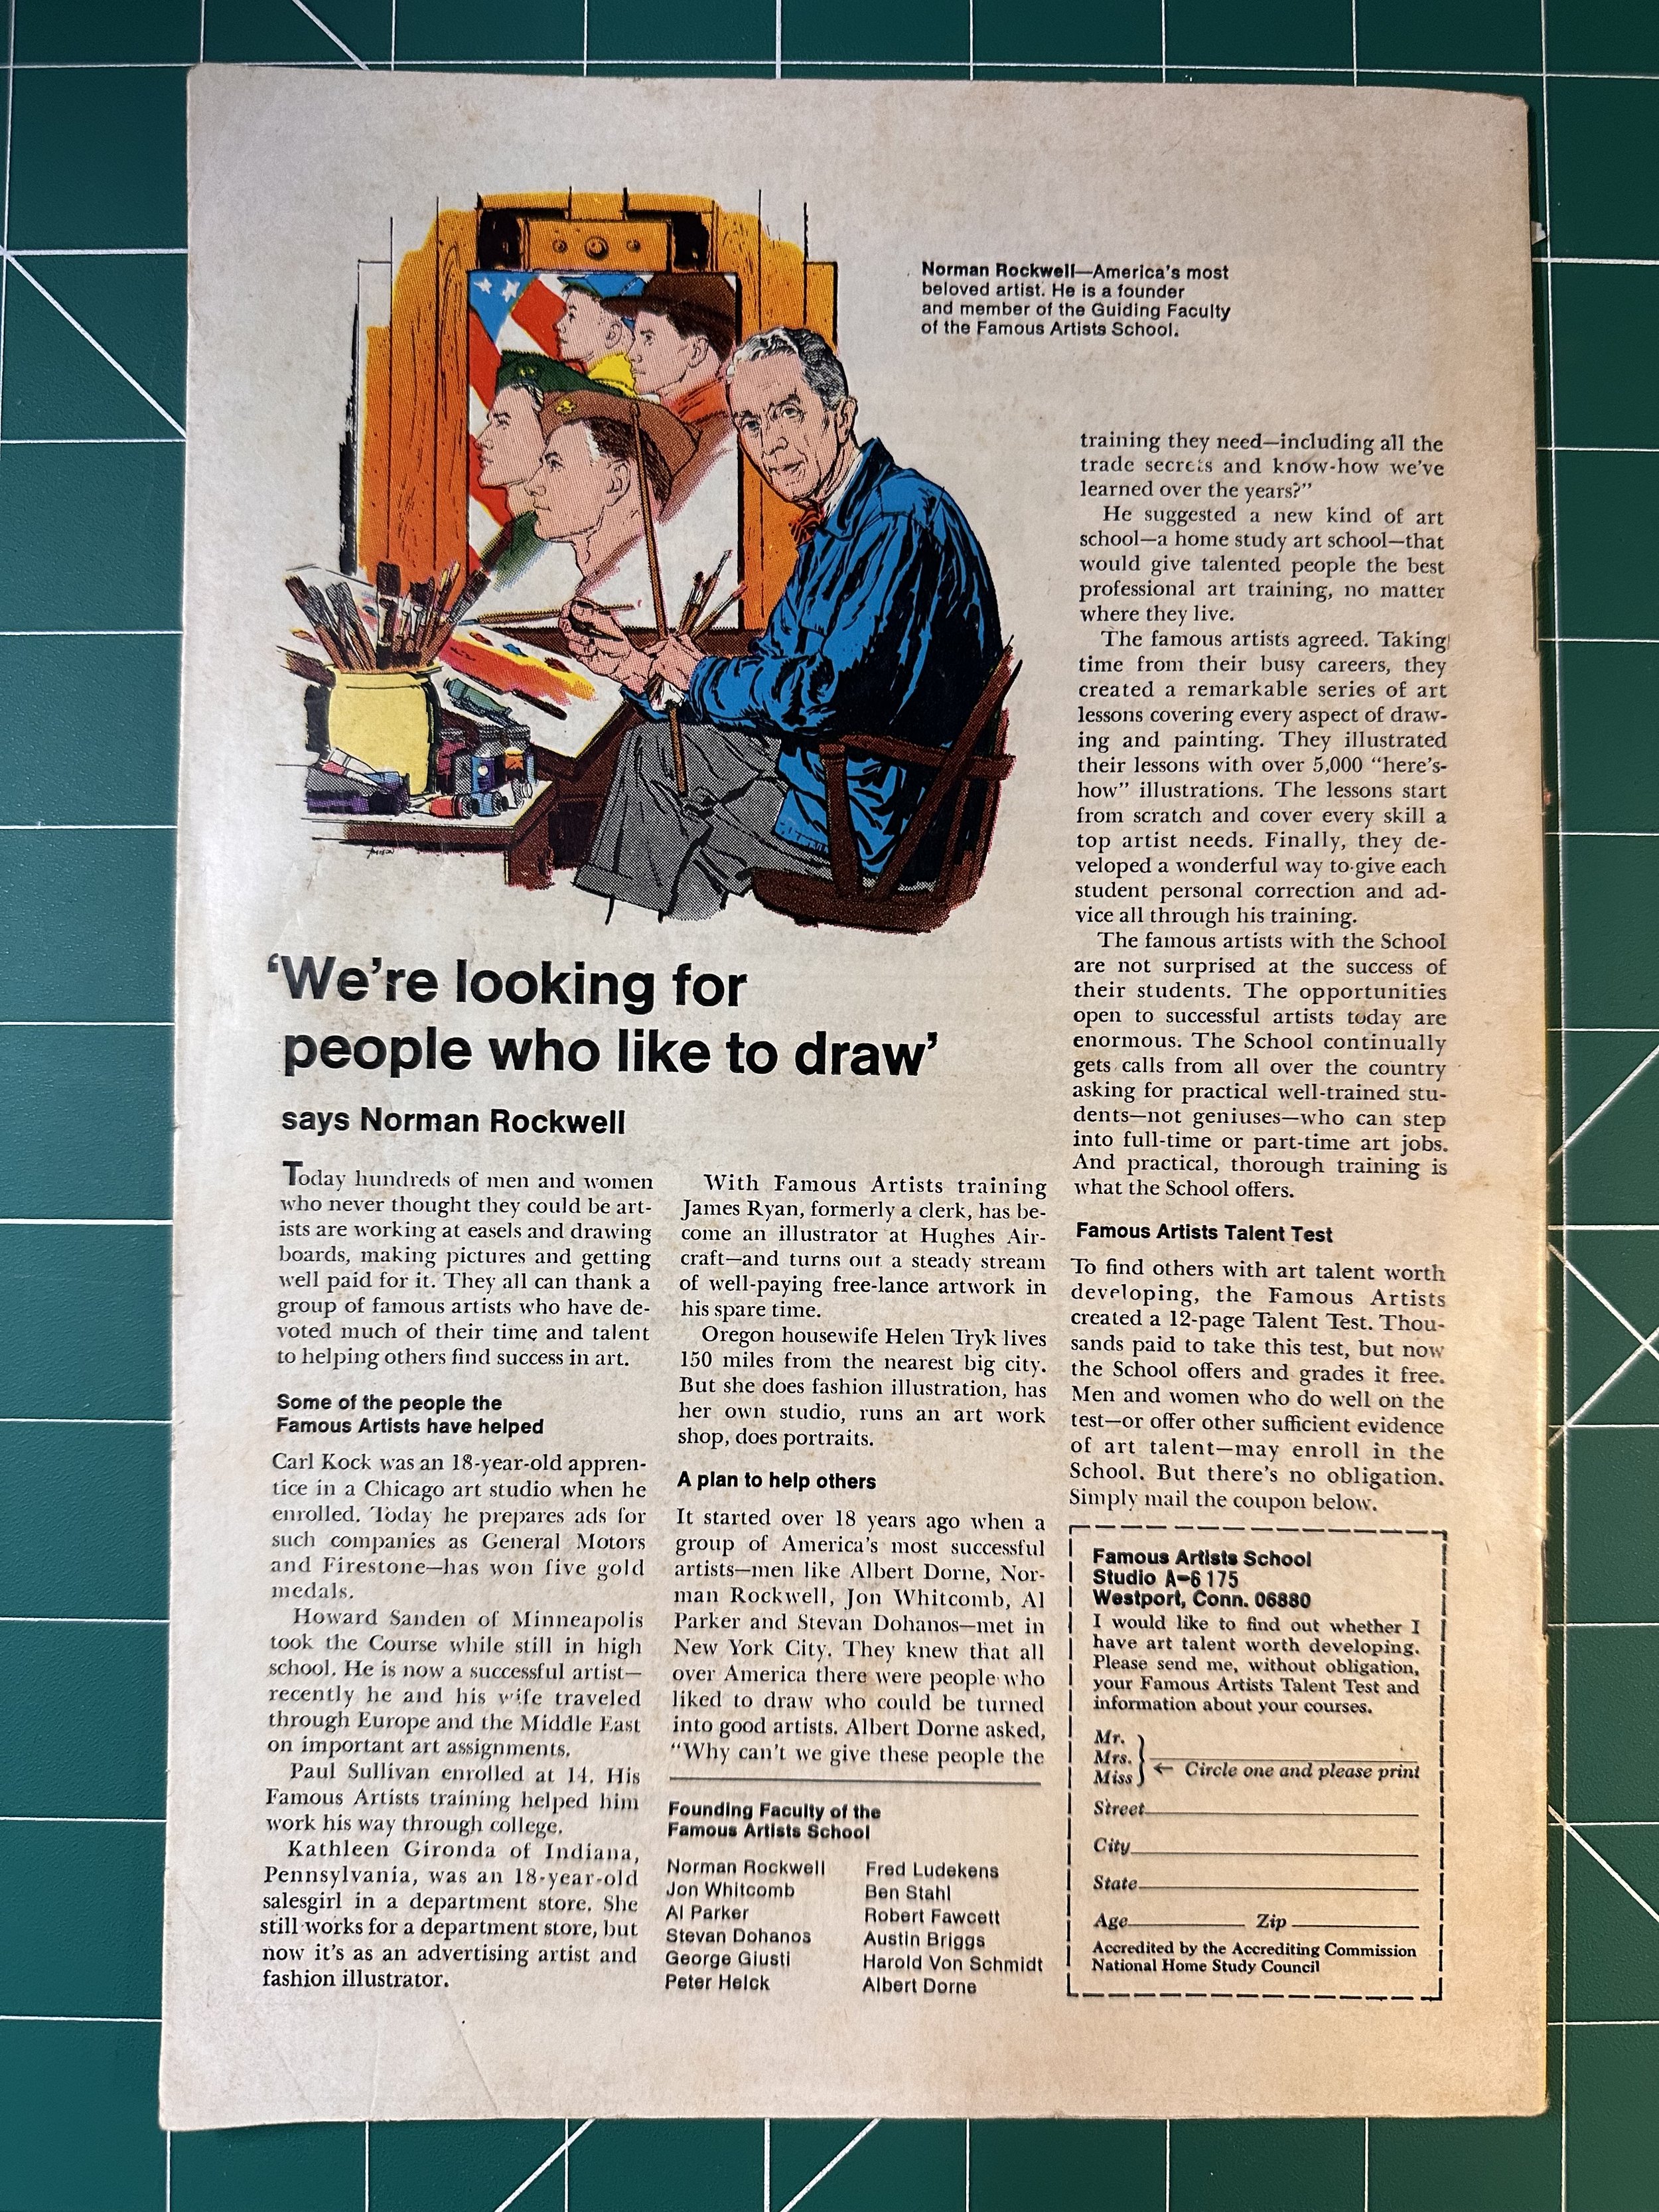 Norman Rockwell—America's most
beloved artist. He is a founder
and member of the Guiding Faculty
of the Famous Artists School.
'We're looking for
people who like to draw'
says Norman Rockwell
Today hundreds of men and women
who never thought they could be art-
ists are working at easels and drawing
boards, making pictures and getting
well paid for it. They all can thank a
group of famous artists who have de-
voted much of their time and talent
to helping others find success in art.
Some of the people the
Famous Artists have helped
Carl Kock was an 18-year-old appren-
tice in a Chicago art studio when he
enrolled. Today he prepares ads for
such companies as General Motors
and Firestone—has won five gold
medals.
Howard Sanden of Minneapolis
took the Course while still in high
school. He is now a successful artist—
recently he and his wife traveled
through Europe and the Middle East
on important art assignments.
Paul Sullivan enrolled at 14. His
Famous Artists training helped him
work his way through college.
Kathleen Gironda of Indiana,
Pennsylvania, was an 18-year-old
salesgirl in a department store. She
still works for a department store, but
now it's as an advertising artist and
fashion illustrator.
With Famous Artists training
James Ryan, formerly a clerk, has be-
come an illustrator at Hughes Air-
craft—and turns out a steady stream
of well-paying free-lance artwork in
his spare time.
Oregon housewife Helen Tryk lives
150 miles from the nearest big city.
But she does fashion illustration, has
her own studio, runs an art work
shop, does portraits.
A plan to help others
It started over 18 years ago when a
group of America's most successful
artists—men like Albert Dorne, Nor-
man Rockwell, Jon Whitcomb, Al
Parker and Stevan Dohanos—met in
New York City. They knew that all
over America there were people who
liked to draw who could be turned
into good artists. Albert Dorne asked,
"Why can't we give these people the
Founding Faculty of the
Famous Artists School
Norman Rockwell
Jon Whitcomb
Al Parker
Stevan Dohanos
George Giusti
Peter Helck
Fred Ludekens
Ben Stahl
Robert Fawcett
Austin Briggs
Harold Von Schmidt
Albert Dorne
training they need—including all the
trade secrets and know-how we've
learned over the years?"
He suggested a new kind of art
school—a home study art school—that
would give talented people the best
professional art training, no matter
where they live.
The famous artists agreed. Taking
time from their busy careers, they
created a remarkable series of art
lessons covering every aspect of draw-
ing and painting. They illustrated
their lessons with over 5,000 "here's-
how" illustrations. The lessons start
from scratch and cover every skill a
top artist needs. Finally, they de-
veloped a wonderful way to give each
student personal correction and ad-
vice all through his training.
The famous artists with the School
are not surprised at the success of
their students. The opportunities
open to successful artists today are
enormous. The School continually
gets calls from all over the country
asking for practical well-trained stu-
dents—not geniuses—who can step
into full-time or part-time art jobs.
And practical, thorough training is
what the School offers.
Famous Artists Talent Test
To find others with art talent worth
developing, the Famous Artists
created a 12-page Talent Test. Thou-
sands paid to take this test, but now
the School offers and grades it free.
Men and women who do well on the
test—or offer other sufficient evidence
of art talent—may enroll in the
School. But there's no obligation.
Simply mail the coupon below.
Famous Artists School
Studio A-6 175
Westport, Conn. 06880
I would like to find out whether I
have art talent worth developing.
Please send me, without obligation,
your Famous Artists Talent Test and
information about your courses.
Mr.
Mrs.
Miss
← Circle one and please print
Street
City
State
Age Zip
Accredited by the Accrediting Commission
National Home Study Council